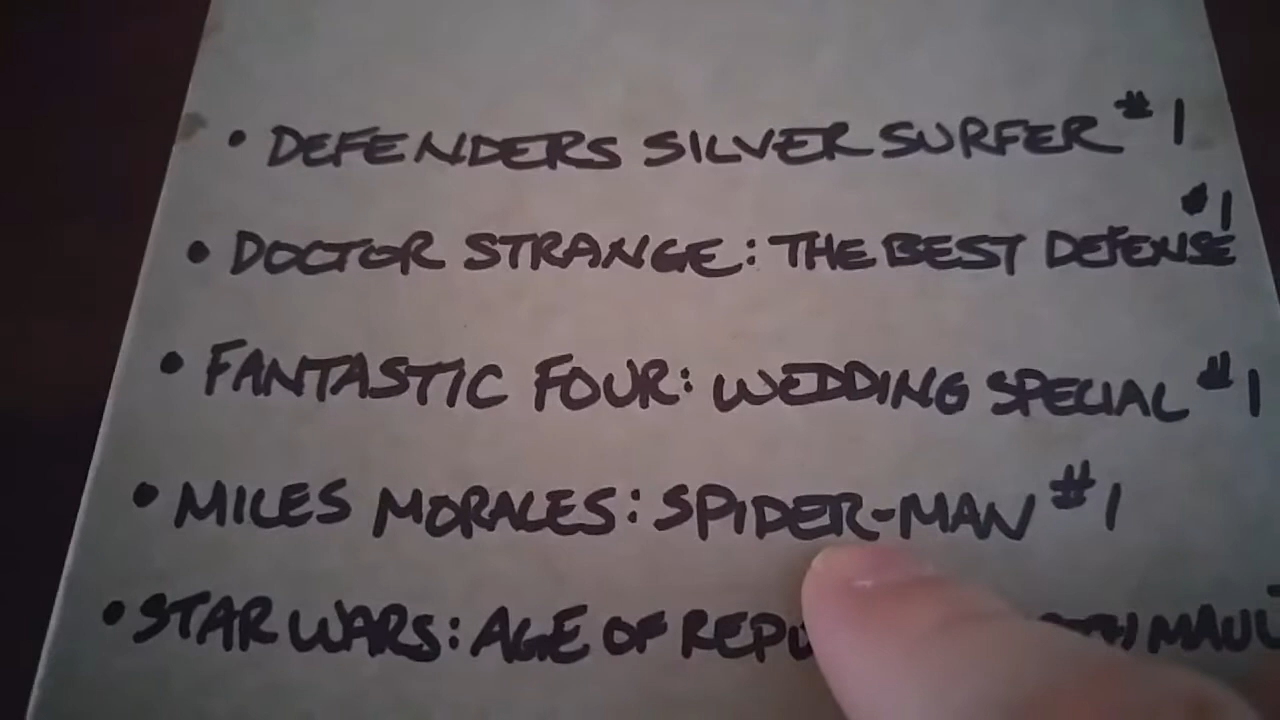 • DEFENDERS SILVER SURFER #1
• DOCTOR STRANGE: THE BEST DEFENSE #1
• FANTASTIC FOUR: WEDDING SPECIAL #1
• MILES MORALES: SPIDER-MAN #1
• STAR WARS: AGE OF MAUL